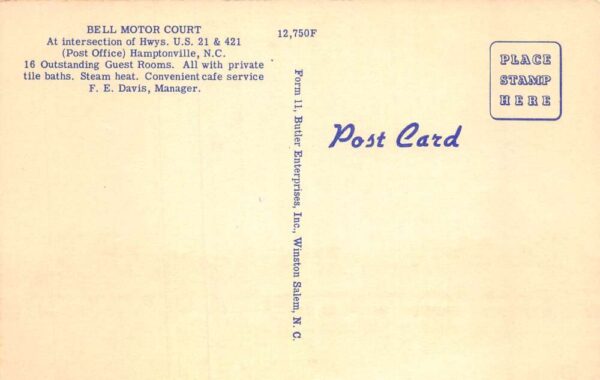 BELL MOTOR COURT
At intersection of Hwys. U.S. 21 & 421
(Post Office) Hamptonville, N.C.
16 Outstanding Guest Rooms. All with private
tile baths. Steam heat. Convenient cafe service
F. E. Davis, Manager.
12,750F
Form 11, Butler Enterprises, Inc., Winston Salem, N. C.
Post Card
PLACE
STAMP
HERE